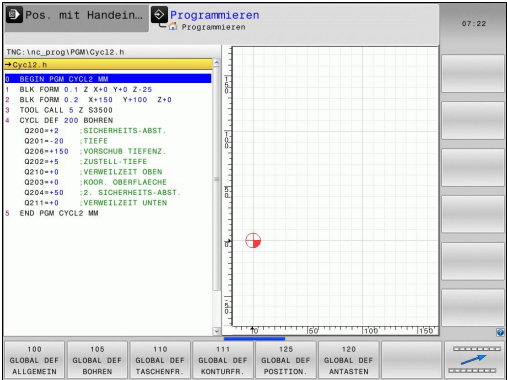 Pos. mit Handein...
Programmieren
Programmieren
07:22
TNC:\nc_prog\PGM\Cycl2.h
→Cycl2.h
0 BEGIN PGM CYCL2 MM
1 BLK FORM 0.1 Z X+0 Y+0 Z-25
2 BLK FORM 0.2 X+150 Y+100 Z+0
3 TOOL CALL 5 Z S3500
4 CYCL DEF 200 BOHREN
Q200=+2 ;SICHERHEITS-ABST.
Q201=-20 ;TIEFE
Q206=+150 ;VORSCHUB TIEFENZ.
Q202=+5 ;ZUSTELL-TIEFE
Q210=+0 ;VERWEILZEIT OBEN
Q203=+0 ;KOOR. OBERFLAECHE
Q204=+50 ;2. SICHERHEITS-ABST.
Q211=+0 ;VERWEILZEIT UNTEN
5 END PGM CYCL2 MM
150
100
50
0
-50
0 50 100 150
100 GLOBAL DEF ALLGEMEIN
105 GLOBAL DEF BOHREN
110 GLOBAL DEF TASCHENFR.
111 GLOBAL DEF KONTURFR.
125 GLOBAL DEF POSITION.
120 GLOBAL DEF ANTASTEN